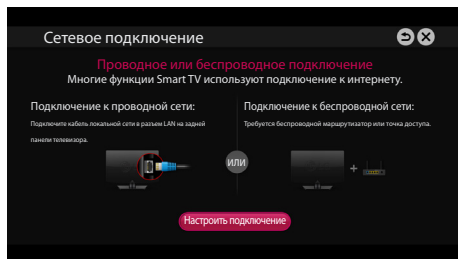 Сетевое подключение
Проводное или беспроводное подключение
Многие функции Smart TV используют подключение к интернету.
Подключение к проводной сети:
Подключите кабель локальной сети в разъем LAN на задней
панели телевизора.
ИЛИ
Подключение к беспроводной сети:
Требуется беспроводной маршрутизатор или точка доступа.
+
Настроить подключение